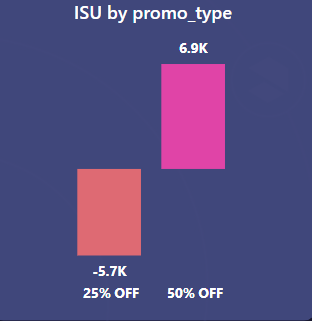 ISU by promo_type
6.9K
-5.7K
25% OFF 50% OFF